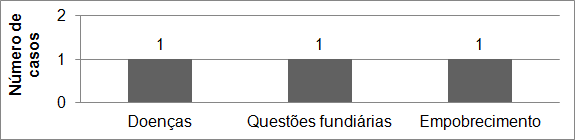 Número de
casos
2
1
0
1
1
1
Doenças
Questões fundiárias
Empobrecimento